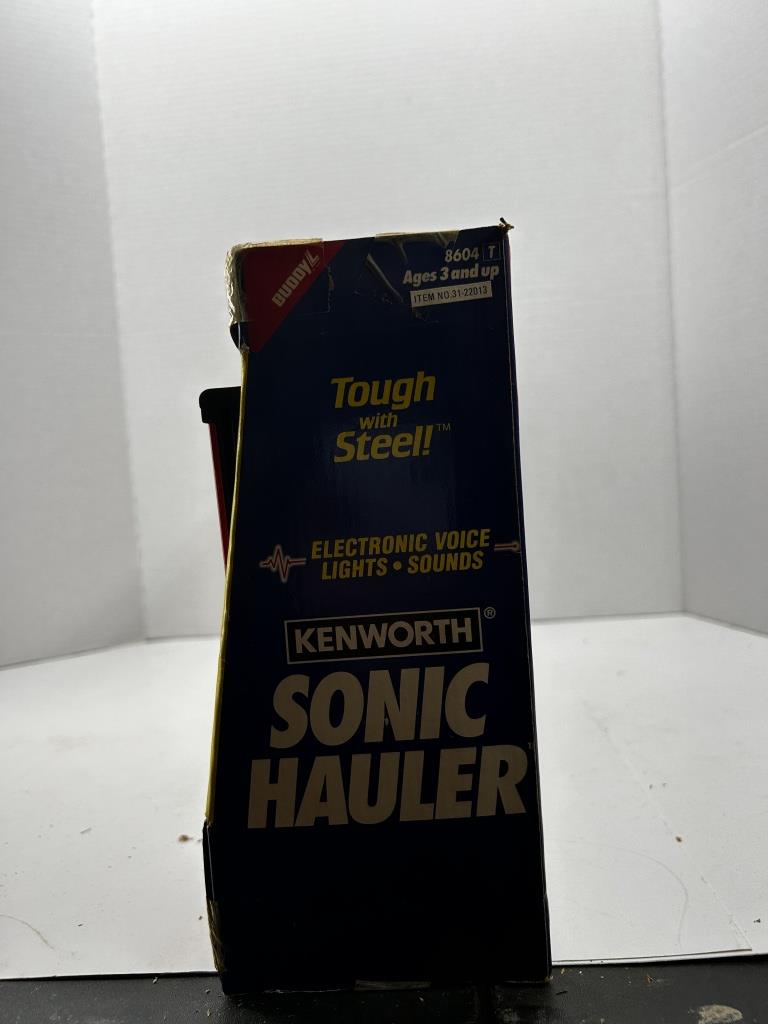 BUDDY L
8604 T
Ages 3 and up
ITEM NO.31-22013
Tough
with
Steel!™
ELECTRONIC VOICE
LIGHTS • SOUNDS
KENWORTH®
SONIC
HAULER